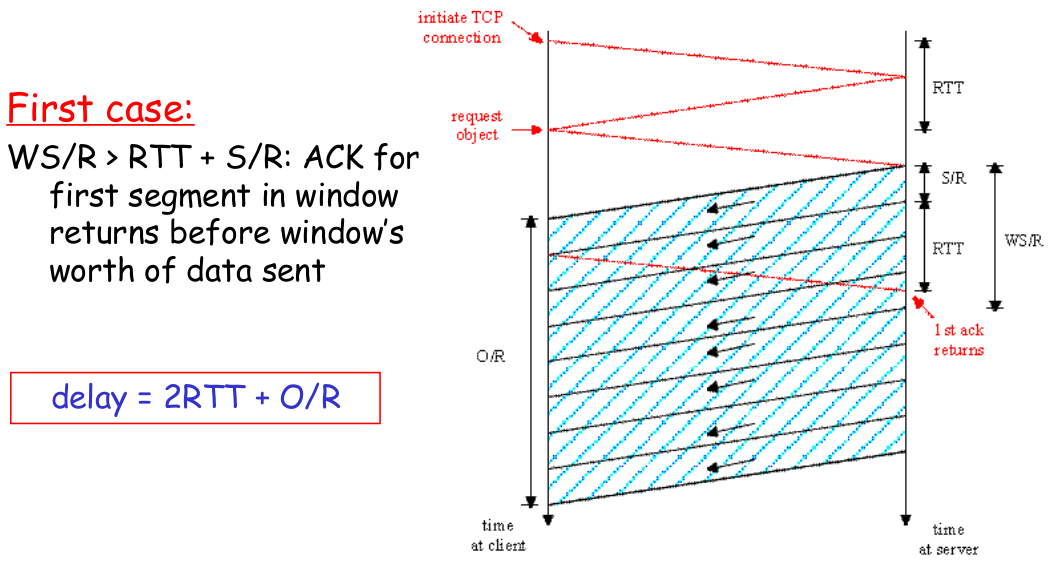 First case:
WS/R > RTT + S/R: ACK for
first segment in window
returns before window's
worth of data sent
delay = 2RTT + O/R
initiate TCP
connection
request
object
O/R
time
at client
RTT
S/R
RTT
WS/R
1st ack
returns
time
at server